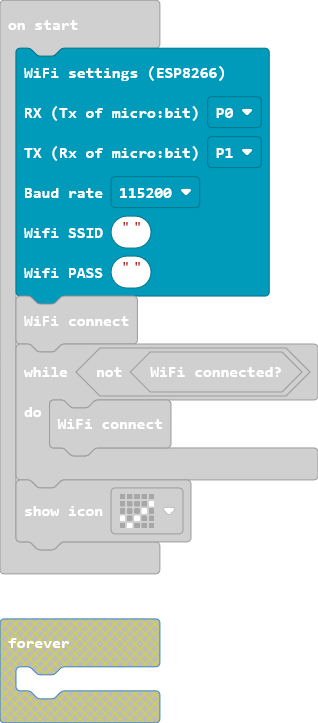 on start
WiFi settings (ESP8266)
RX (Tx of micro:bit) P0
TX (Rx of micro:bit) P1
Baud rate 115200
Wifi SSID " "
Wifi PASS " "
WiFi connect
while not WiFi connected?
do
WiFi connect
show icon
forever